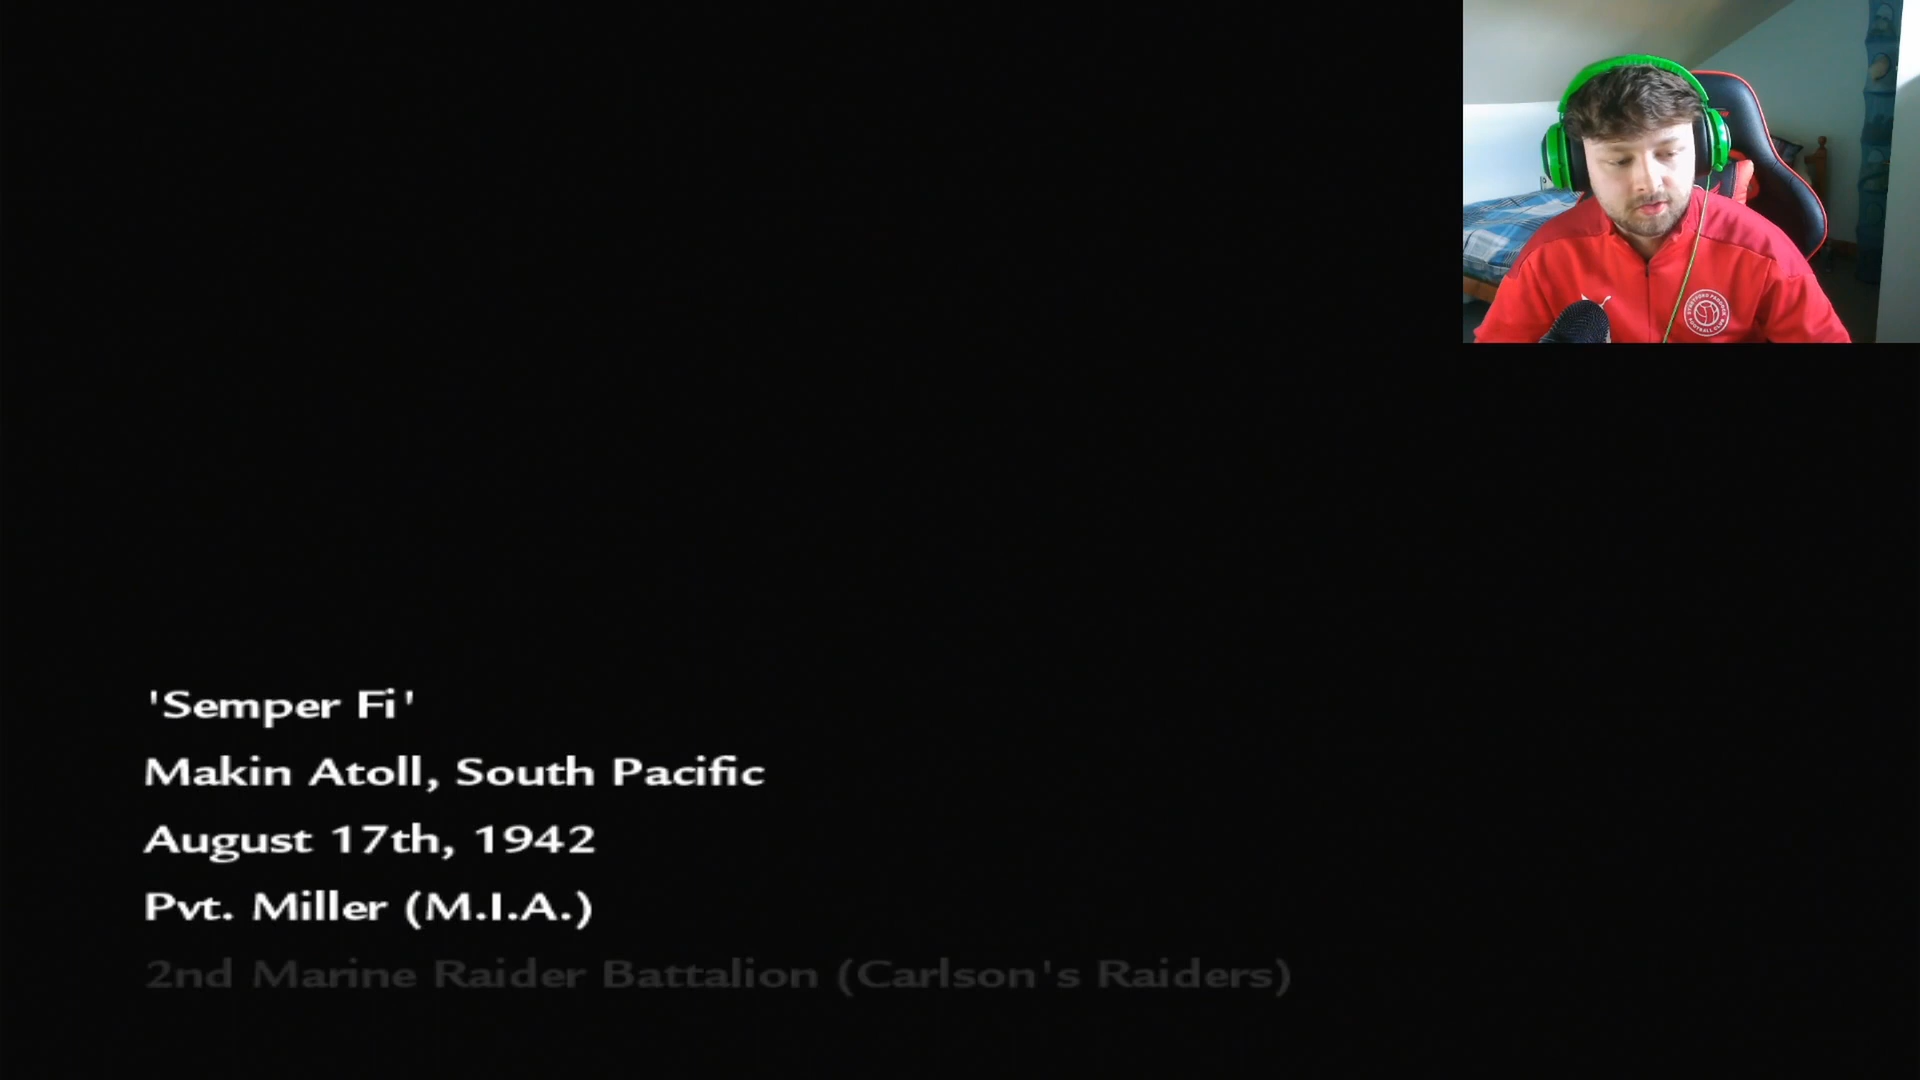 'Semper Fi'
Makin Atoll, South Pacific
August 17th, 1942
Pvt. Miller (M.I.A.)
2nd Marine Raider Battalion (Carlson's Raiders)